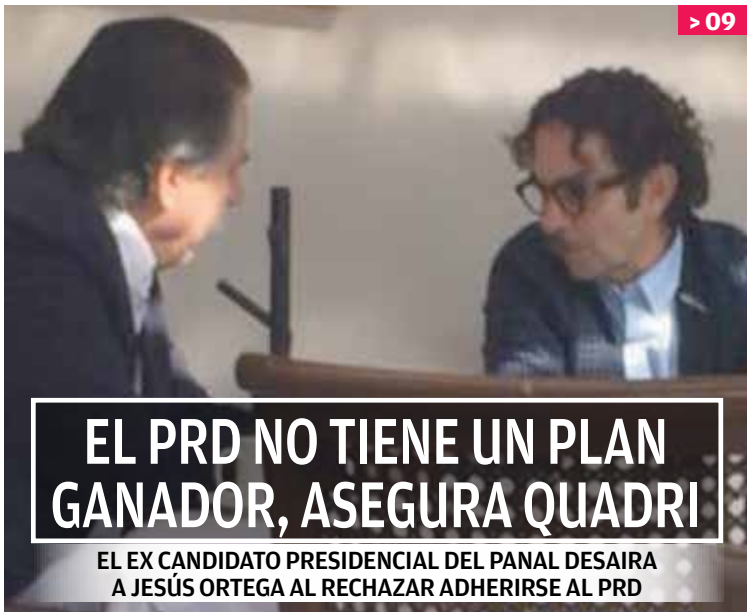 > 09
EL PRD NO TIENE UN PLAN
GANADOR, ASEGURA QUADRI
EL EX CANDIDATO PRESIDENCIAL DEL PANAL DESAIRA
A JESÚS ORTEGA AL RECHAZAR ADHERIRSE AL PRD